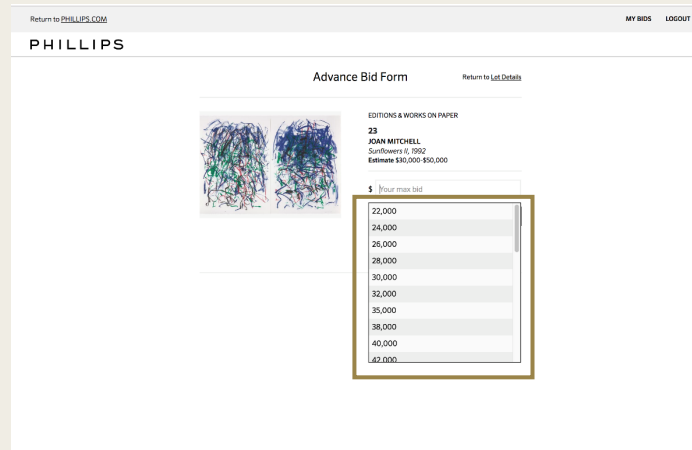 Return to PHILLIPS.COM
MY BIDS LOGOUT
PHILLIPS
Advance Bid Form
Return to Lot Details
EDITIONS & WORKS ON PAPER
23
JOAN MITCHELL
Sunflowers II, 1992
Estimate $30,000-$50,000
$ Your max bid
22,000
24,000
26,000
28,000
30,000
32,000
35,000
38,000
40,000
42,000